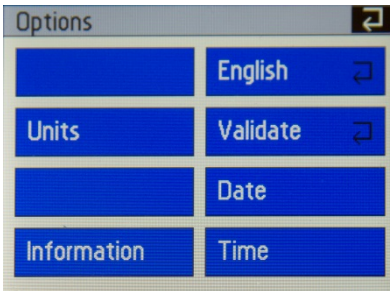 Options
English
Units
Validate
Date
Information
Time